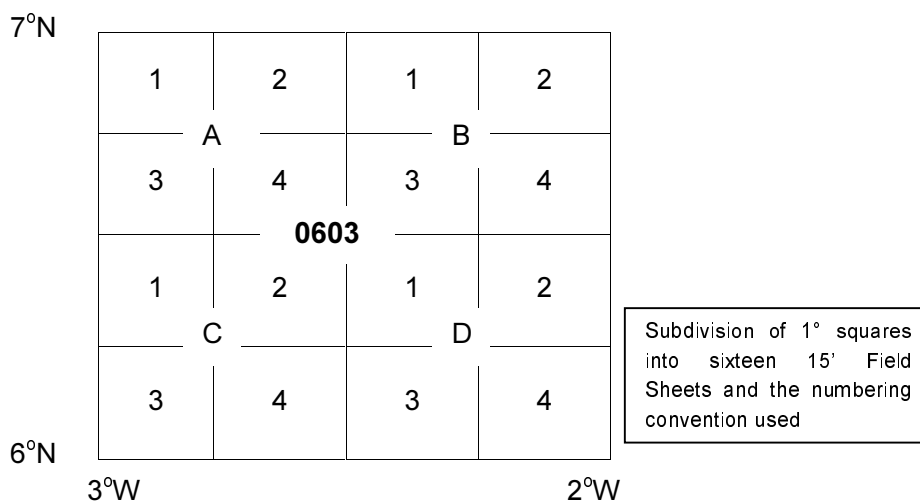 7°N
1 2 1 2
A B
3 4 3 4
0603
1 2 1 2
C D
3 4 3 4
6°N
3°W 2°W
Subdivision of 1° squares
into sixteen 15' Field
Sheets and the numbering
convention used